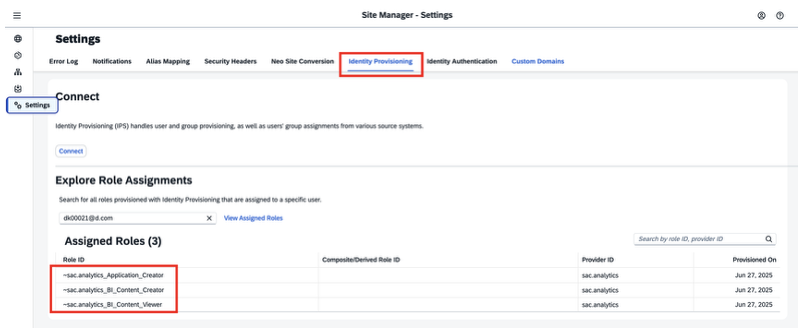 Site Manager - Settings
Settings
Error Log Notifications Alias Mapping Security Headers Neo Site Conversion Identity Provisioning Identity Authentication Custom Domains
Settings
Connect
Identity Provisioning (IPS) handles user and group provisioning, as well as users' group assignments from various source systems.
Connect
Explore Role Assignments
Search for all roles provisioned with Identity Provisioning that are assigned to a specific user.
dk00021@d.com View Assigned Roles
Assigned Roles (3) Search by role ID, provider ID
Role ID Composite/Derived Role ID Provider ID Provisioned On
~sac.analytics_Application_Creator sac.analytics Jun 27, 2025
~sac.analytics_BI_Content_Creator sac.analytics Jun 27, 2025
~sac.analytics_BI_Content_Viewer sac.analytics Jun 27, 2025